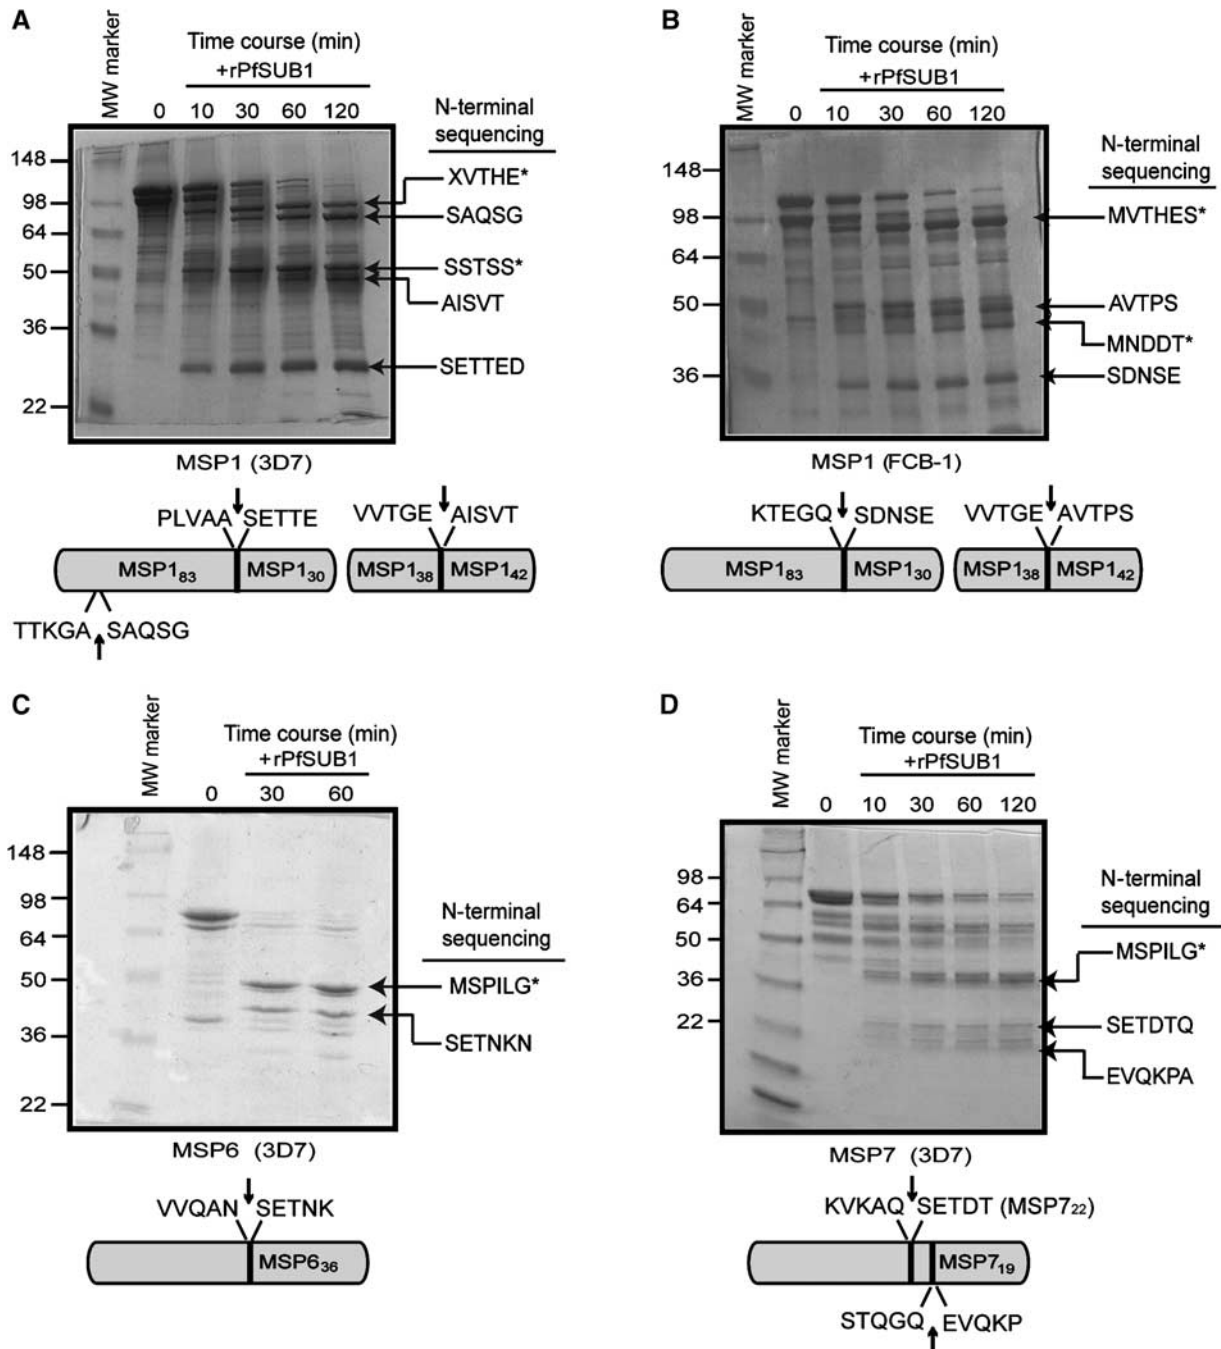 A
MW marker
Time course (min)
+rPfSUB1
0 10 30 60 120
N-terminal
sequencing
148
98
64
50
36
22
XVTHE*
SAQSG
SSTSS*
AISVT
SETTED
MSP1 (3D7)
PLVAA SETTE
VVTGE AISVT
MSP1₈₃ MSP1₃₀ MSP1₃₈ MSP1₄₂
TTKGA SAQSG
B
MW marker
Time course (min)
+rPfSUB1
0 10 30 60 120
N-terminal
sequencing
148
98
64
50
36
MVTHES*
AVTPS
MNDDT*
SDNSE
MSP1 (FCB-1)
KTEGQ SDNSE
VVTGE AVTPS
MSP1₈₃ MSP1₃₀ MSP1₃₈ MSP1₄₂
C
MW marker
Time course (min)
+rPfSUB1
0 30 60
N-terminal
sequencing
148
98
64
50
36
22
MSPILG*
SETNKN
MSP6 (3D7)
VVQAN SETNK
MSP6₃₆
D
MW marker
Time course (min)
+rPfSUB1
0 10 30 60 120
N-terminal
sequencing
98
64
50
36
22
MSPILG*
SETDTQ
EVQKPA
MSP7 (3D7)
KVKAQ SETDT (MSP7₂₂)
MSP7₁₉
STQGQ EVQKP